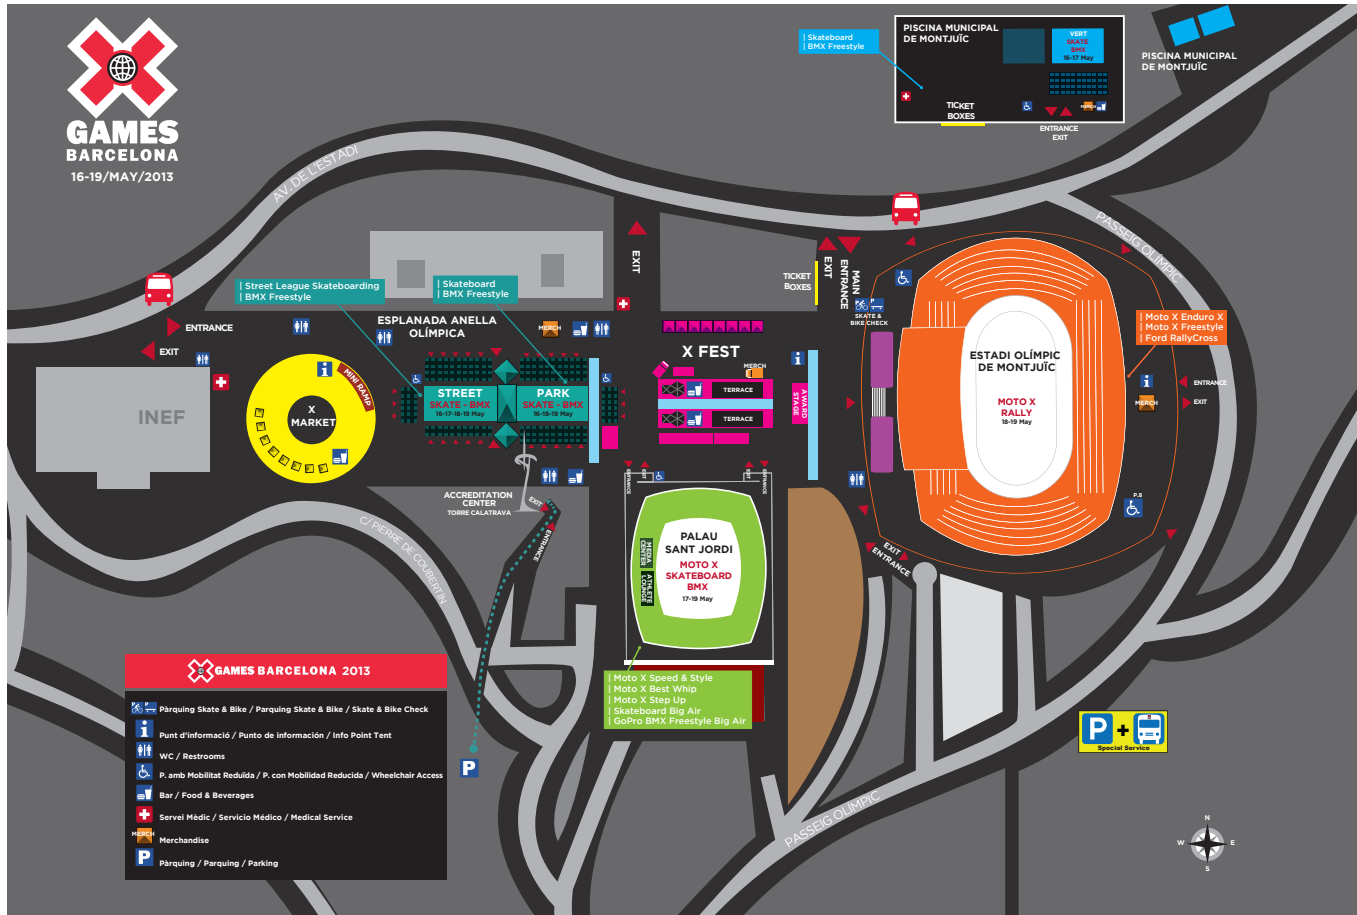 GAMES
BARCELONA
16-19/MAY/2013
AV. DE L'ESTADI
Skateboard
BMX Freestyle
PISCINA MUNICIPAL
DE MONTJUÏC
VERT
SKATE
BMX
16-17 May
TICKET
BOXES
MERCH
ENTRANCE
EXIT
PISCINA MUNICIPAL
DE MONTJUÏC
PASSEIG OLÍMPIC
ENTRANCE
EXIT
INEF
Street League Skateboarding
BMX Freestyle
Skateboard
BMX Freestyle
ESPLANADA ANELLA
OLÍMPICA
MERCH
EXIT
TICKET
BOXES
EXIT
MAIN
ENTRANCE
SKATE &
BIKE CHECK
X
MARKET
MINI RAMP
STREET
SKATE - BMX
16-17-18-19 May
PARK
SKATE - BMX
16-18-19 May
X FEST
MERCH
TERRACE
TERRACE
AWARD
STAGE
ESTADI OLÍMPIC
DE MONTJUÏC
MOTO X
RALLY
18-19 May
Moto X Enduro X
Moto X Freestyle
Ford RallyCross
ENTRANCE
MERCH
EXIT
P.8
EXIT
ENTRANCE
ACCREDITATION
CENTER
TORRE CALATRAVA
EXIT
ENTRANCE
C/ PIERRE DE COUBERTIN
ENTRANCE
EXIT
EXIT
ENTRANCE
PALAU
SANT JORDI
MOTO X
SKATEBOARD
BMX
17-19 May
MEDIA
CENTER
ATHLETE
LOUNGE
Moto X Speed & Style
Moto X Best Whip
Moto X Step Up
Skateboard Big Air
GoPro BMX Freestyle Big Air
P
P + 
Special Service
PASSEIG OLÍMPIC
N
W E
S
GAMES BARCELONA 2013
Pàrquing Skate & Bike / Parquing Skate & Bike / Skate & Bike Check
Punt d'informació / Punto de información / Info Point Tent
WC / Restrooms
P. amb Mobilitat Reduïda / P. con Mobilidad Reducida / Wheelchair Access
Bar / Food & Beverages
Servei Mèdic / Servicio Médico / Medical Service
MERCH
Merchandise
P
Pàrquing / Parquing / Parking